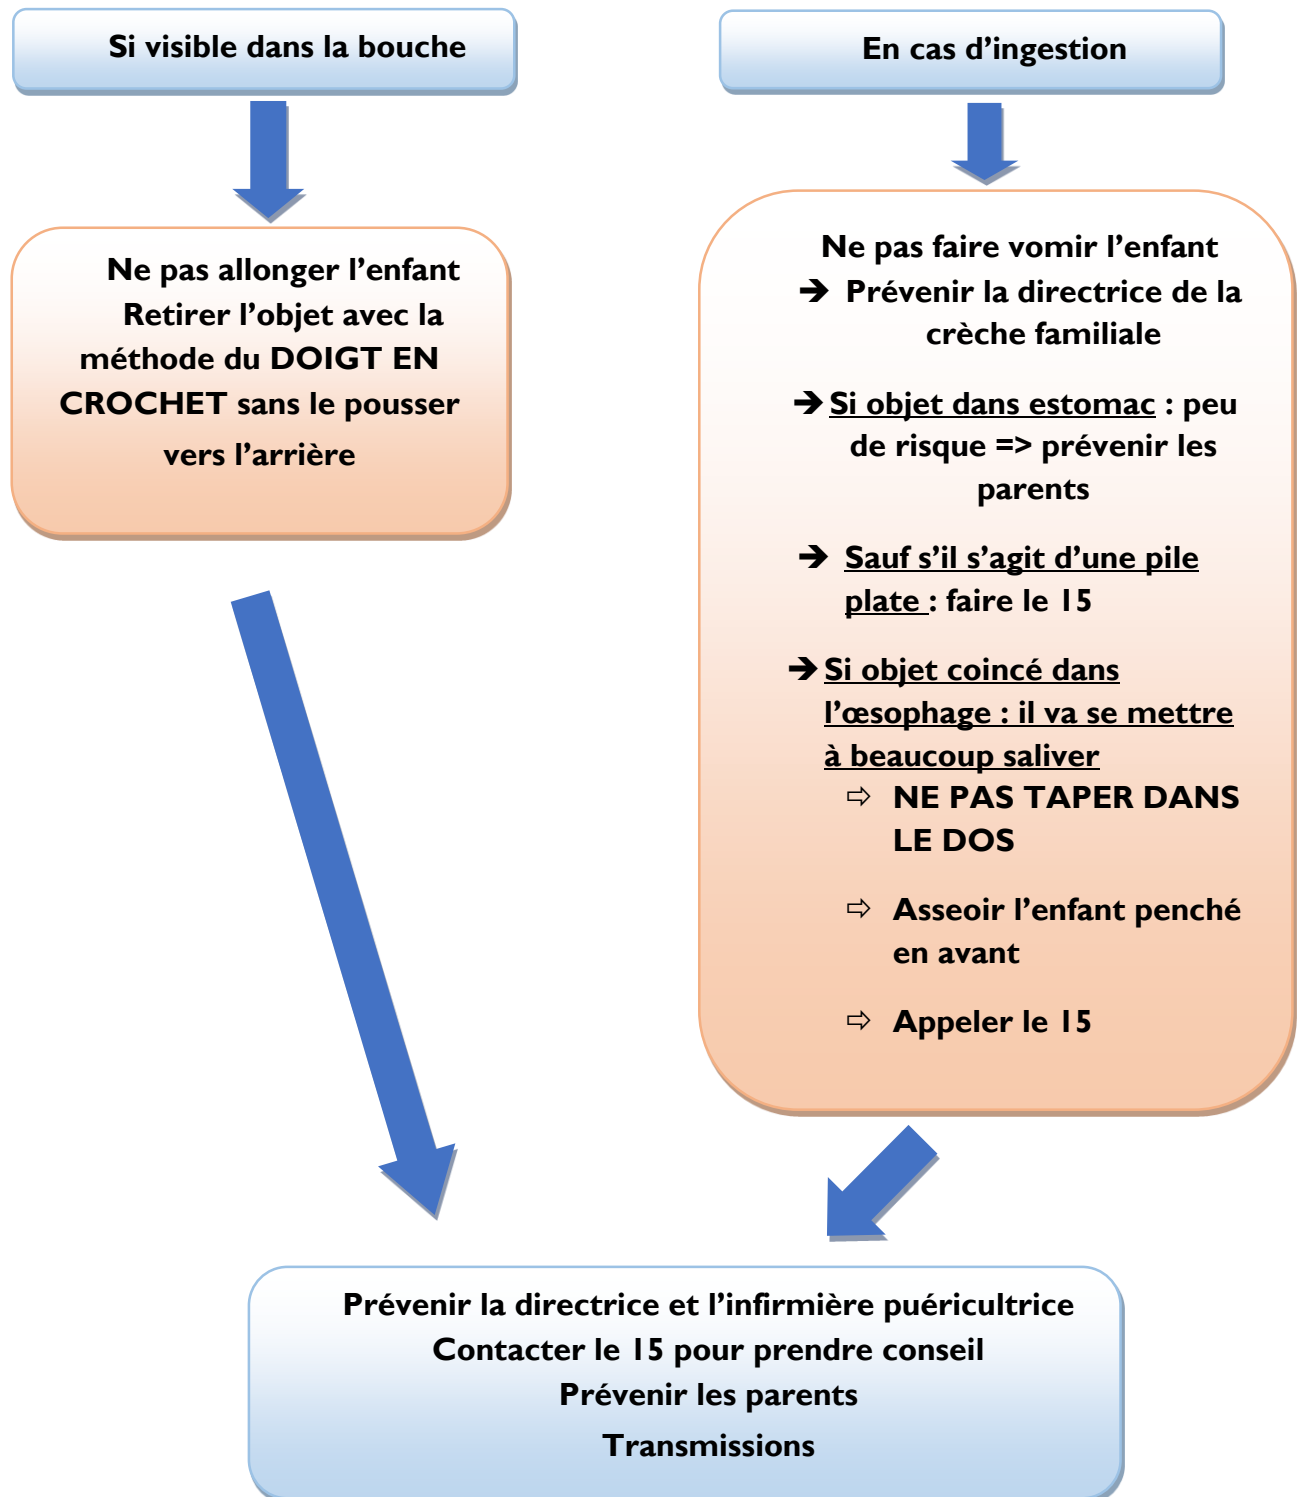 Si visible dans la bouche
Ne pas allonger l’enfant
Retirer l’objet avec la
méthode du DOIGT EN
CROCHET sans le pousser
vers l’arrière
En cas d’ingestion
Ne pas faire vomir l’enfant
➔ Prévenir la directrice de la
crèche familiale
➔ Si objet dans estomac : peu
de risque => prévenir les
parents
➔ Sauf s’il s’agit d’une pile
plate : faire le 15
➔ Si objet coincé dans
l’œsophage : il va se mettre
à beaucoup saliver
⇨ NE PAS TAPER DANS
LE DOS
⇨ Asseoir l’enfant penché
en avant
⇨ Appeler le 15
Prévenir la directrice et l’infirmière puéricultrice
Contacter le 15 pour prendre conseil
Prévenir les parents
Transmissions